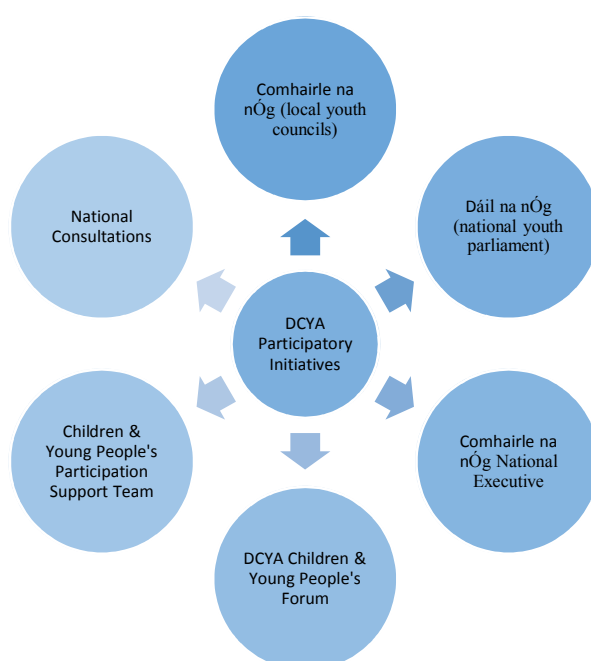 Comhairle na
nÓg (local youth
councils)
Dáil na nÓg
(national youth
parliament)
Comhairle na
nÓg National
Executive
DCYA Children &
Young People's
Forum
Children &
Young People's
Participation
Support Team
National
Consultations
DCYA
Participatory
Initiatives